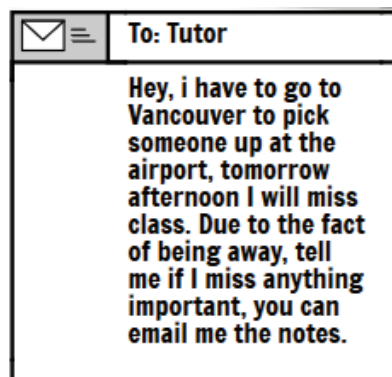 To: Tutor
Hey, i have to go to
Vancouver to pick
someone up at the
airport, tomorrow
afternoon I will miss
class. Due to the fact
of being away, tell
me if I miss anything
important, you can
email me the notes.